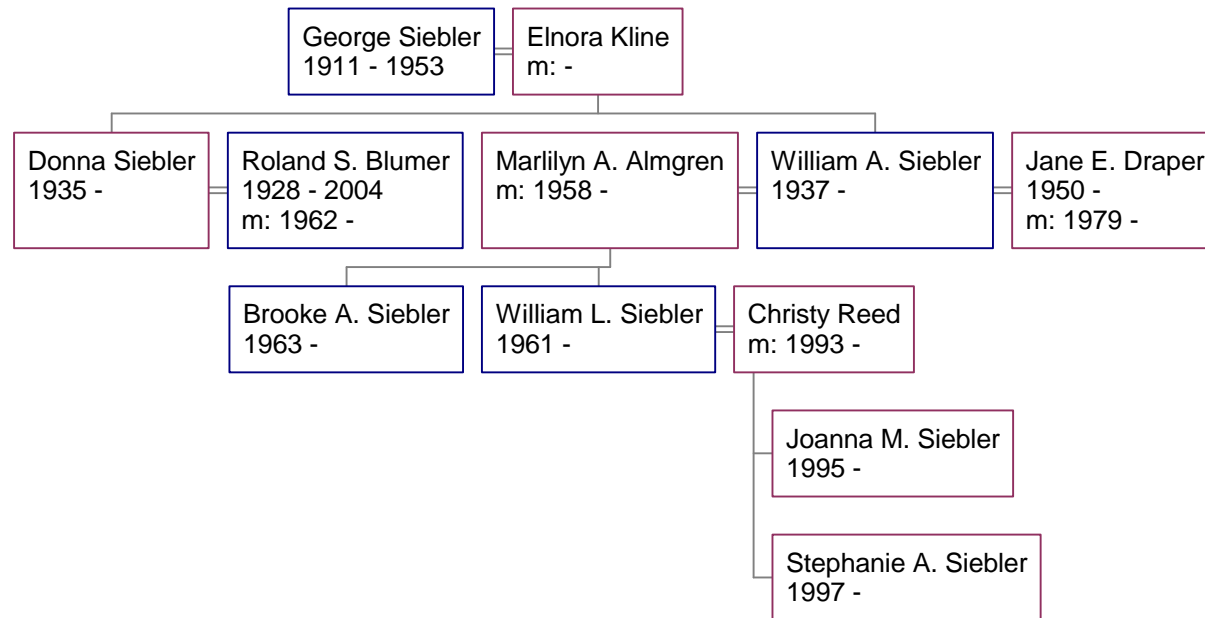 George Siebler
1911 - 1953
Elnora Kline
m: -
Donna Siebler
1935 -
Roland S. Blumer
1928 - 2004
m: 1962 -
Marlilyn A. Almgren
m: 1958 -
William A. Siebler
1937 -
Jane E. Draper
1950 -
m: 1979 -
Brooke A. Siebler
1963 -
William L. Siebler
1961 -
Christy Reed
m: 1993 -
Joanna M. Siebler
1995 -
Stephanie A. Siebler
1997 -